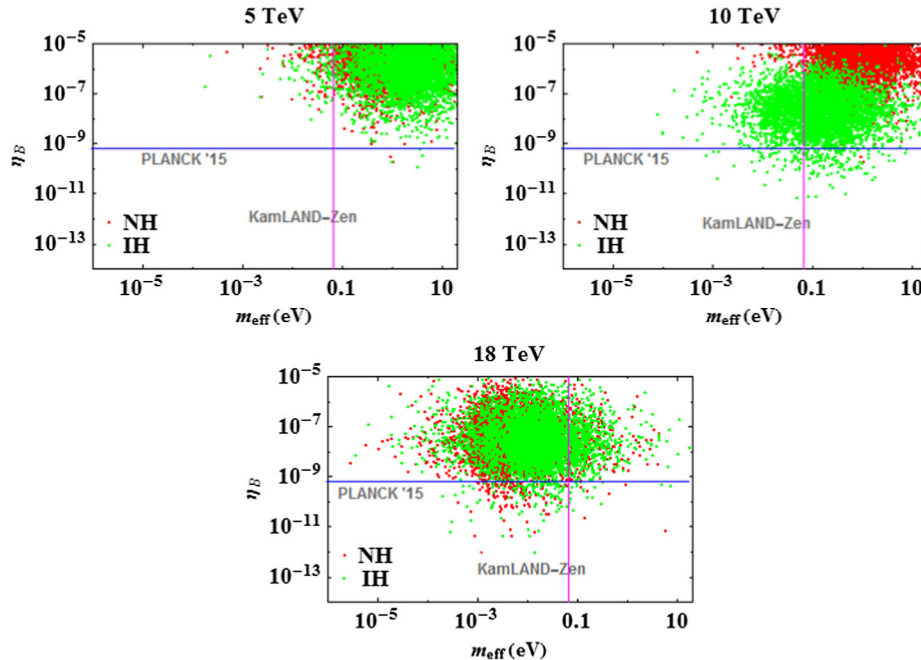 5 TeV
10⁻⁵
10⁻⁷
10⁻⁹
10⁻¹¹
10⁻¹³
η_B
PLANCK '15
KamLAND-Zen
NH
IH
10⁻⁵
10⁻³
0.1
10
m_eff (eV)
10 TeV
10⁻⁵
10⁻⁷
10⁻⁹
10⁻¹¹
10⁻¹³
η_B
PLANCK '15
KamLAND-Zen
NH
IH
10⁻⁵
10⁻³
0.1
10
m_eff (eV)
18 TeV
10⁻⁵
10⁻⁷
10⁻⁹
10⁻¹¹
10⁻¹³
η_B
PLANCK '15
KamLAND-Zen
NH
IH
10⁻⁵
10⁻³
0.1
10
m_eff (eV)